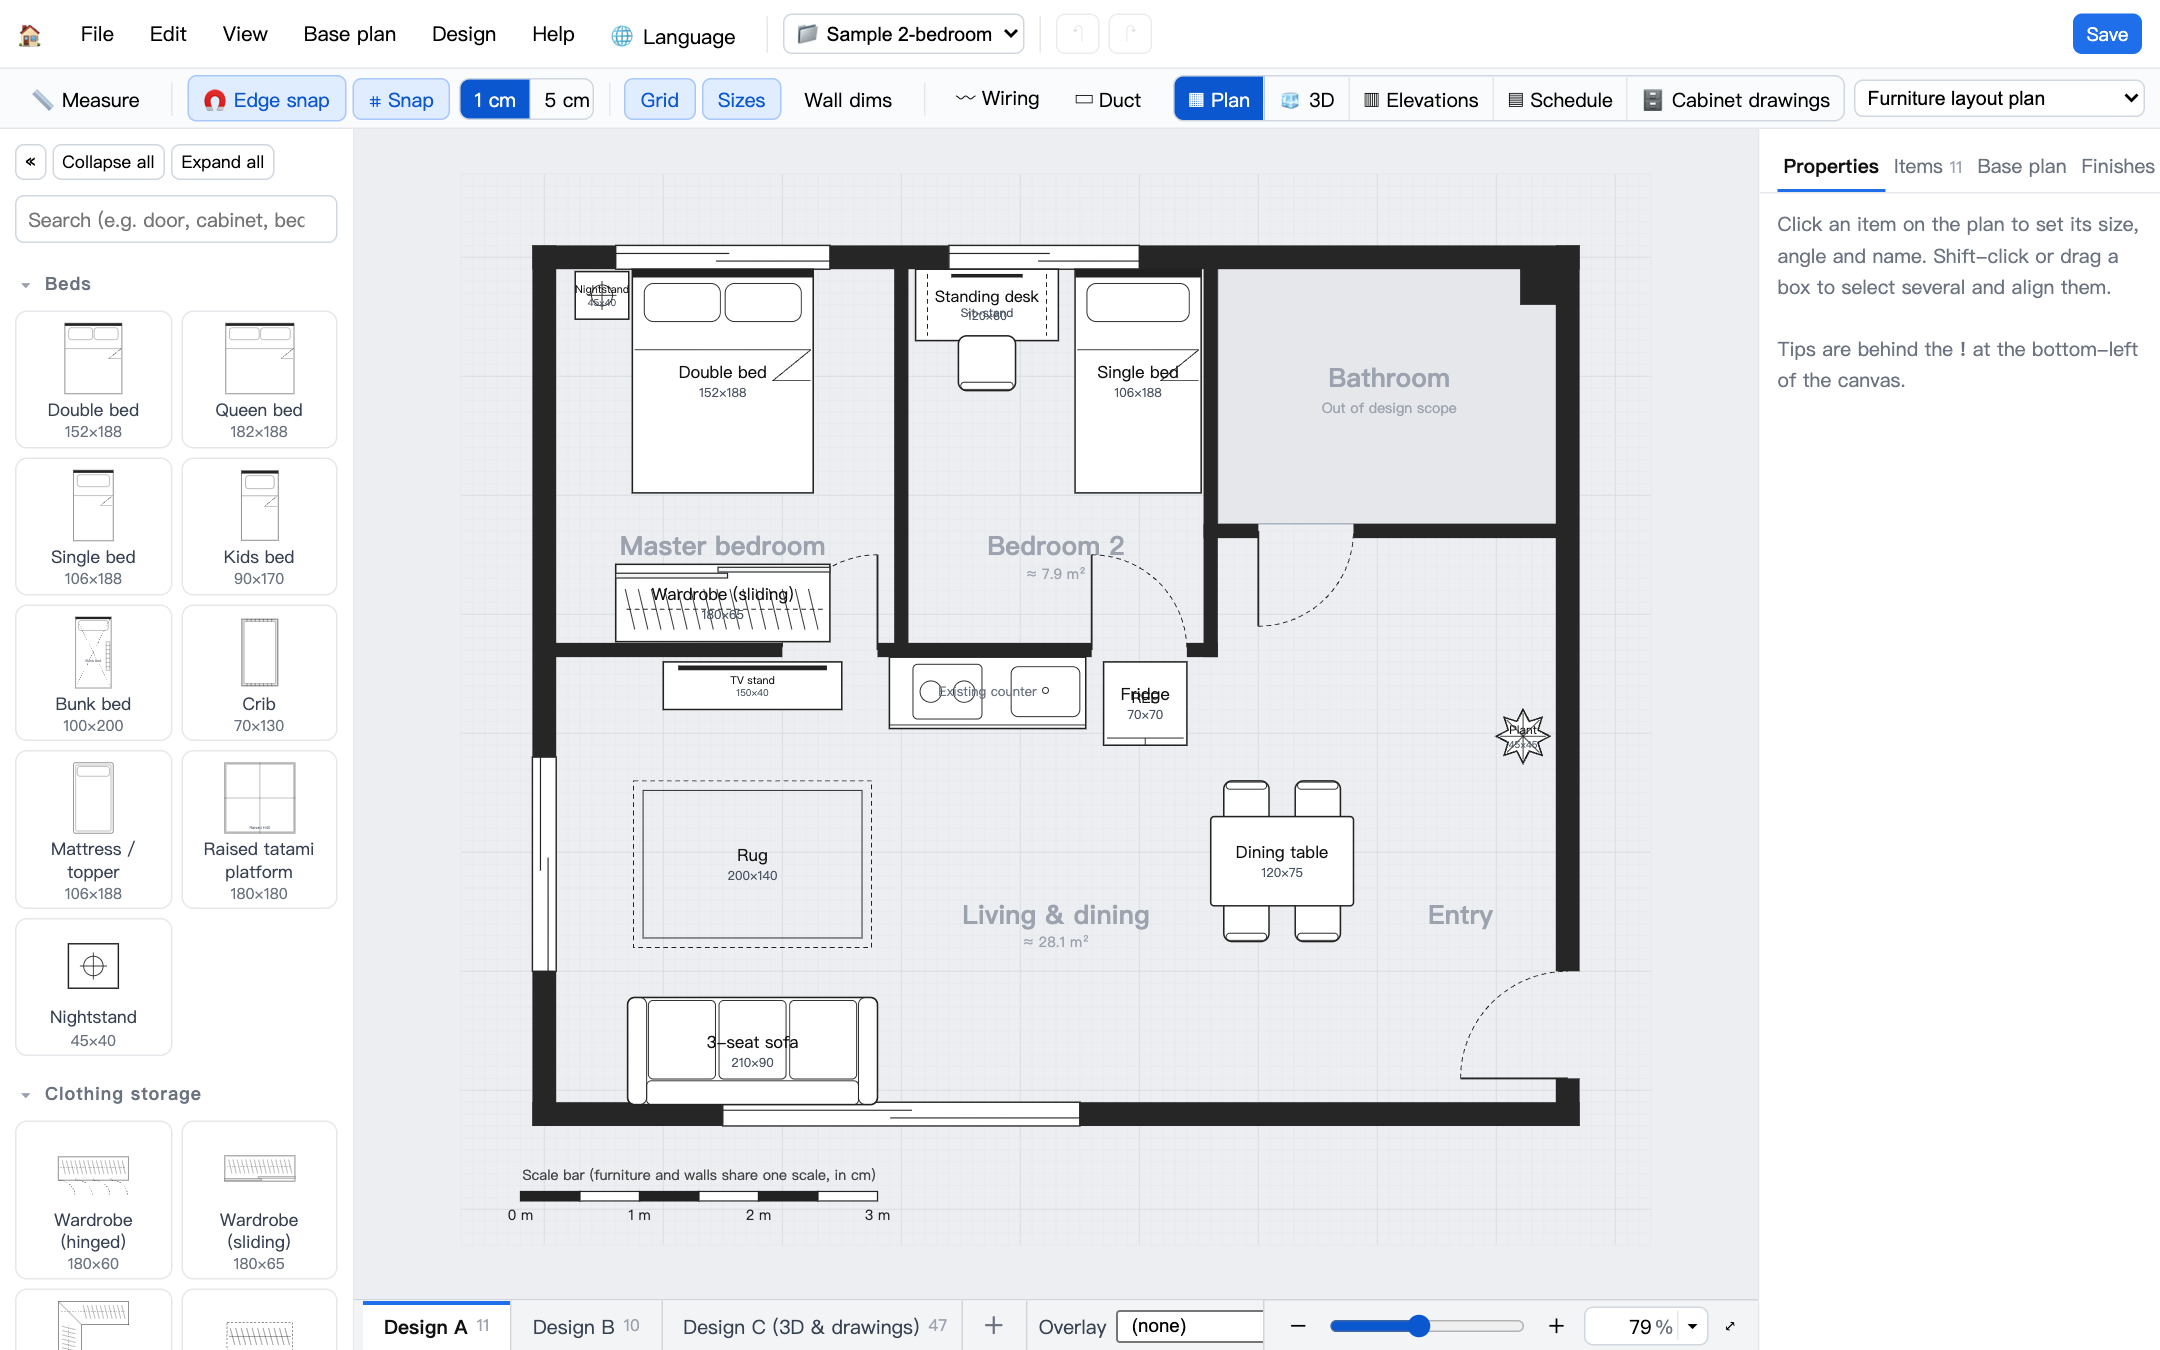 File Edit View Base plan Design Help Language Sample 2-bedroom Save
Measure Edge snap # Snap 1 cm 5 cm Grid Sizes Wall dims Wiring Duct Plan 3D Elevations Schedule Cabinet drawings Furniture layout plan
« Collapse all Expand all
Search (e.g. door, cabinet, bec
Beds
Double bed
152×188
Queen bed
182×188
Single bed
106×188
Kids bed
90×170
Bunk bed
100×200
Crib
70×130
Mattress /
topper
106×188
Raised tatami
platform
180×180
Nightstand
45×40
Clothing storage
Wardrobe
(hinged)
180×60
Wardrobe
(sliding)
180×65
Nightstand
45×40
Double bed
152×188
Standing desk
Sit-stand
120×60
Single bed
106×188
Bathroom
Out of design scope
Master bedroom
Bedroom 2
≈ 7.9 m²
Wardrobe (sliding)
180×65
TV stand
150×40
Existing counter
Fridge
70×70
Plant
45×45
Rug
200×140
Dining table
120×75
Living & dining
≈ 28.1 m²
Entry
3-seat sofa
210×90
Scale bar (furniture and walls share one scale, in cm)
0 m 1 m 2 m 3 m
Design A 11 Design B 10 Design C (3D & drawings) 47 + Overlay (none) − + 79 %
Properties Items 11 Base plan Finishes
Click an item on the plan to set its size,
angle and name. Shift-click or drag a
box to select several and align them.
Tips are behind the ! at the bottom-left
of the canvas.